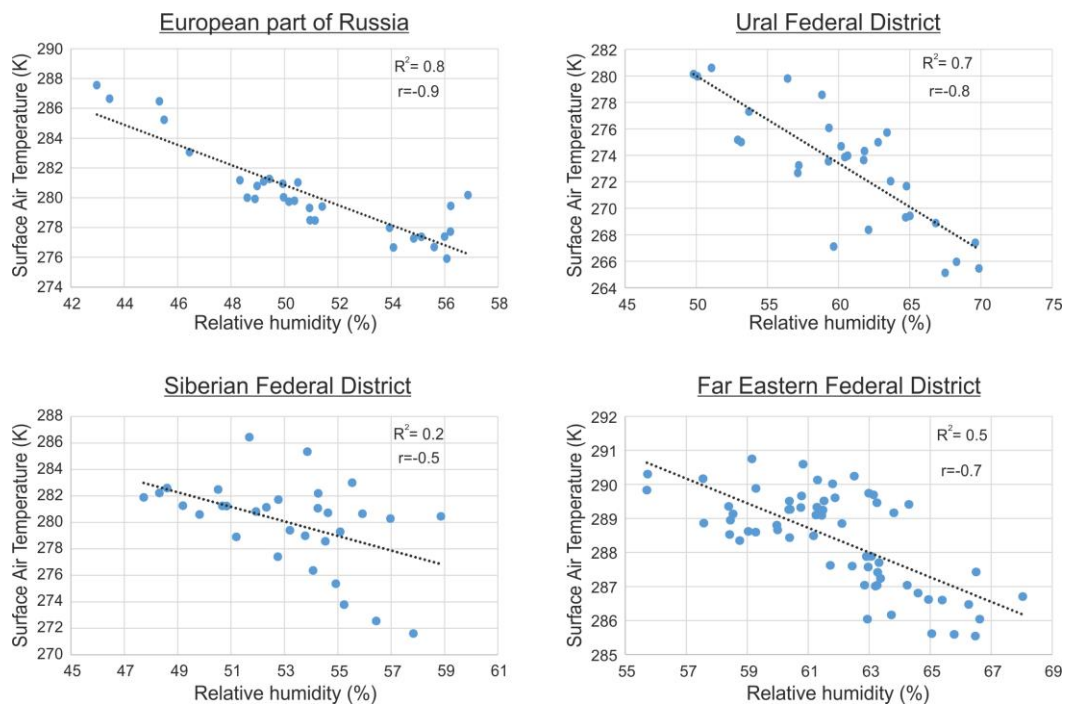 European part of Russia
Surface Air Temperature (K)
290
288
286
284
282
280
278
276
274
42 44 46 48 50 52 54 56 58
Relative humidity (%)
R²= 0.8
r=-0.9
Ural Federal District
Surface Air Temperature (K)
282
280
278
276
274
272
270
268
266
264
45 50 55 60 65 70 75
Relative humidity (%)
R²= 0.7
r=-0.8
Siberian Federal District
Surface Air Temperature (K)
288
286
284
282
280
278
276
274
272
270
45 47 49 51 53 55 57 59 61
Relative humidity (%)
R²= 0.2
r=-0.5
Far Eastern Federal District
Surface Air Temperature (K)
292
291
290
289
288
287
286
285
55 57 59 61 63 65 67 69
Relative humidity (%)
R²= 0.5
r=-0.7